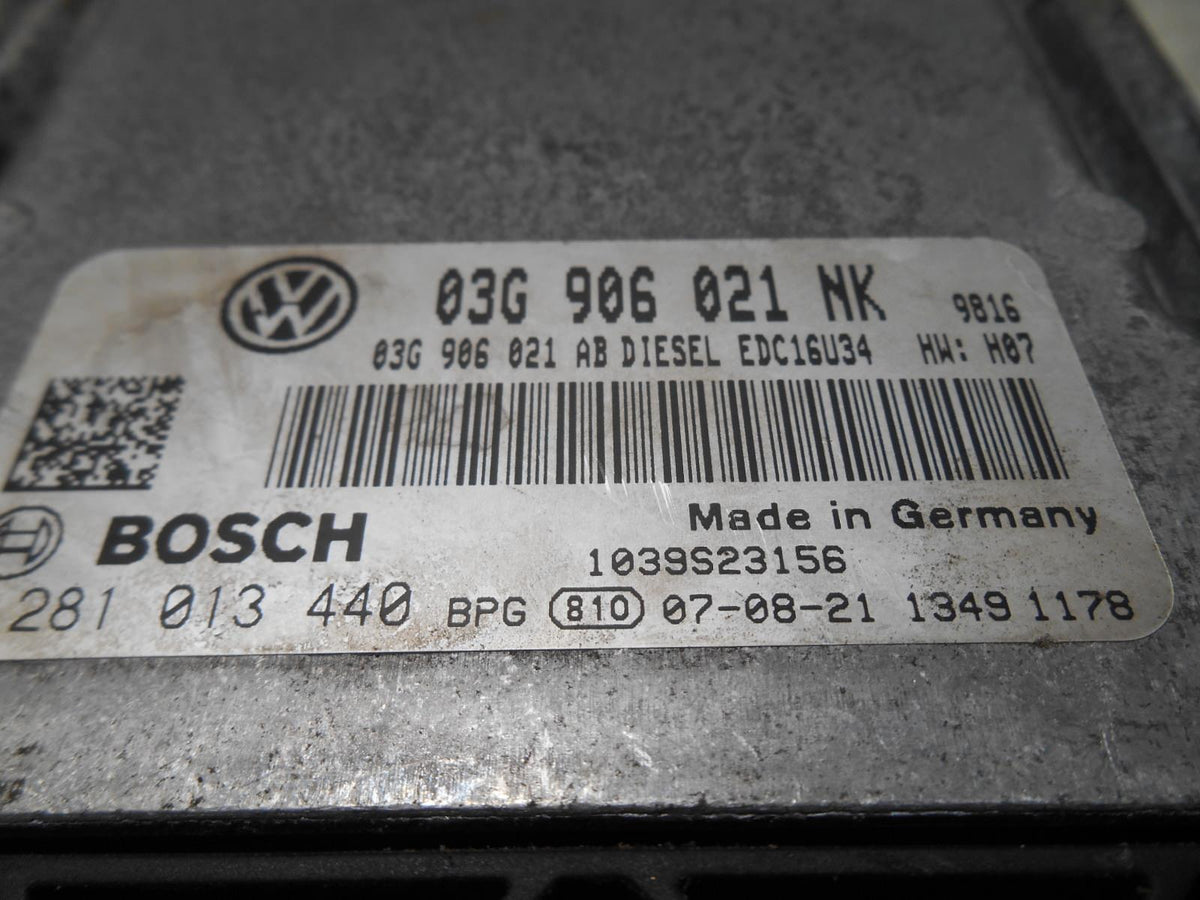 03G 906 021 NK 9816
03G 906 021 AB DIESEL EDC16U34 HW: H07
BOSCH
Made in Germany
1039S23156
281 013 440 BPG 810 07-08-21 1349 1178